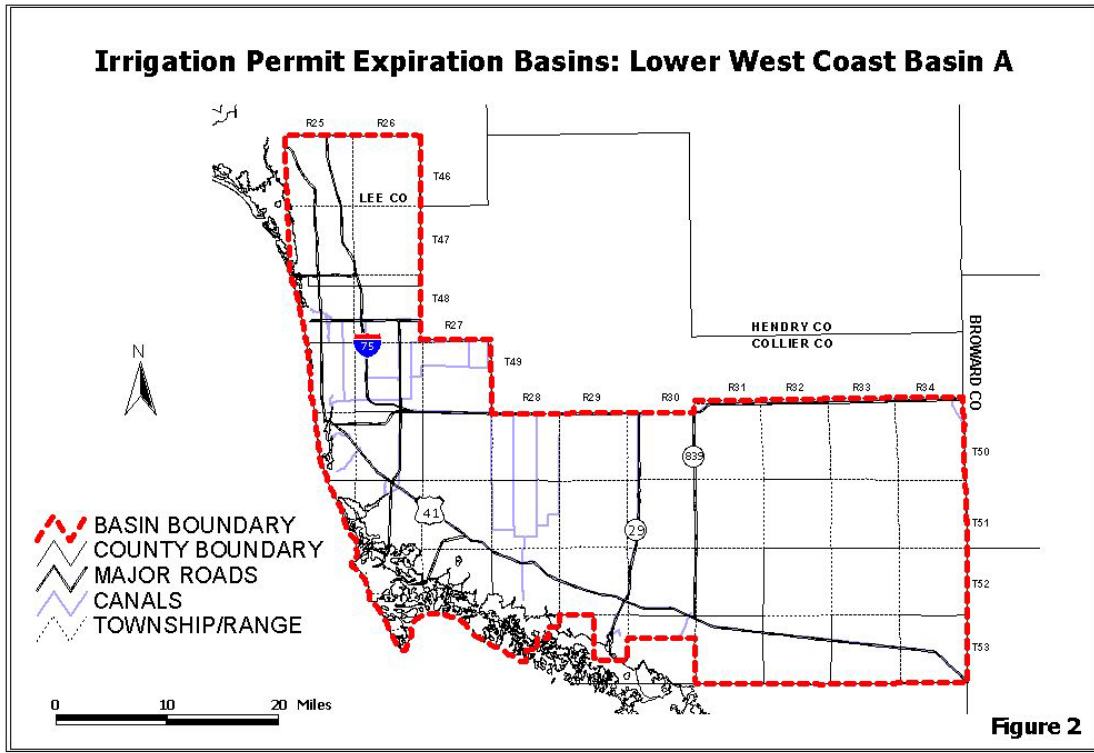 Irrigation Permit Expiration Basins: Lower West Coast Basin A
R25
R26
T46
LEE CO
T47
T48
R27
HENDRY CO
COLLIER CO
BROWARD CO
75
T49
N
R28
R29
R30
R31
R32
R33
R34
839
T50
41
29
T51
T52
T53
BASIN BOUNDARY
COUNTY BOUNDARY
MAJOR ROADS
CANALS
TOWNSHIP/RANGE
0 10 20 Miles
Figure 2